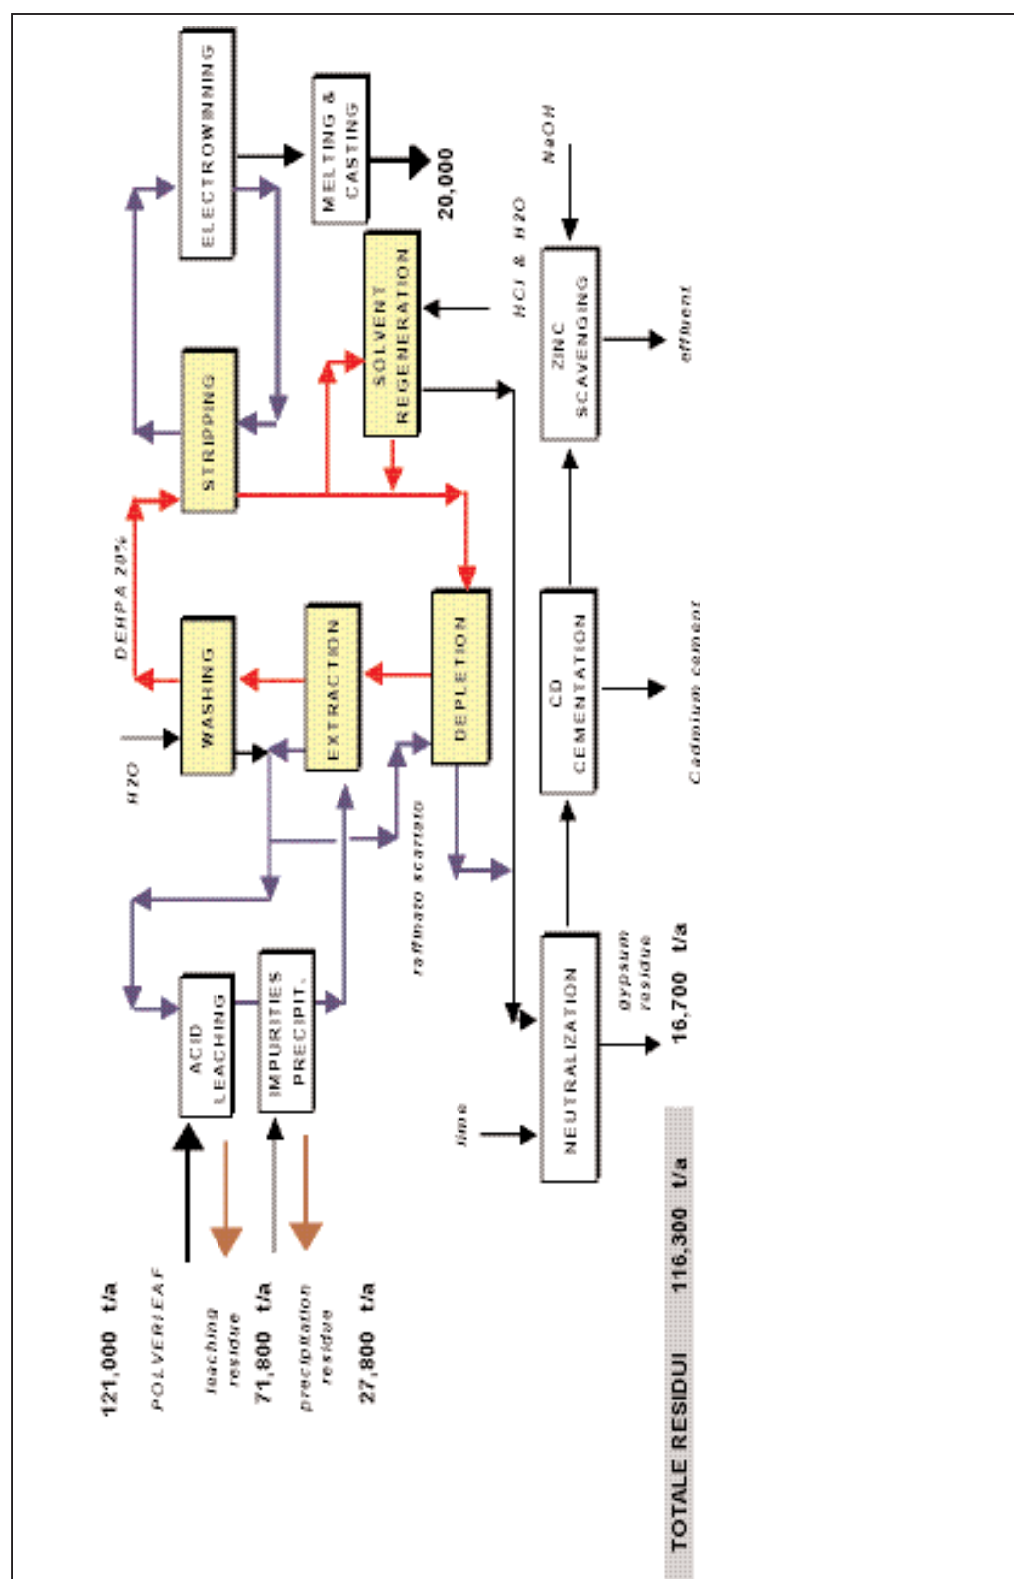 121,000 t/a
POLVERI EAF
leaching
residue
71,800 t/a
precipitation
residue
27,800 t/a
ACID
LEACHING
IMPURITIES
PRECIPIT.
H2O
WASHING
DEHPA 20%
EXTRACTION
raffinato scartato
DEPLETION
STRIPPING
ELECTROWINNING
MELTING &
CASTING
20,000
SOLVENT
REGENERATION
HCl & H2O
lime
NEUTRALIZATION
gypsum
residue
16,700 t/a
CD
CEMENTATION
Cadmium cement
NaOH
ZINC
SCAVENGING
effluent
TOTALE RESIDUI 116,300 t/a